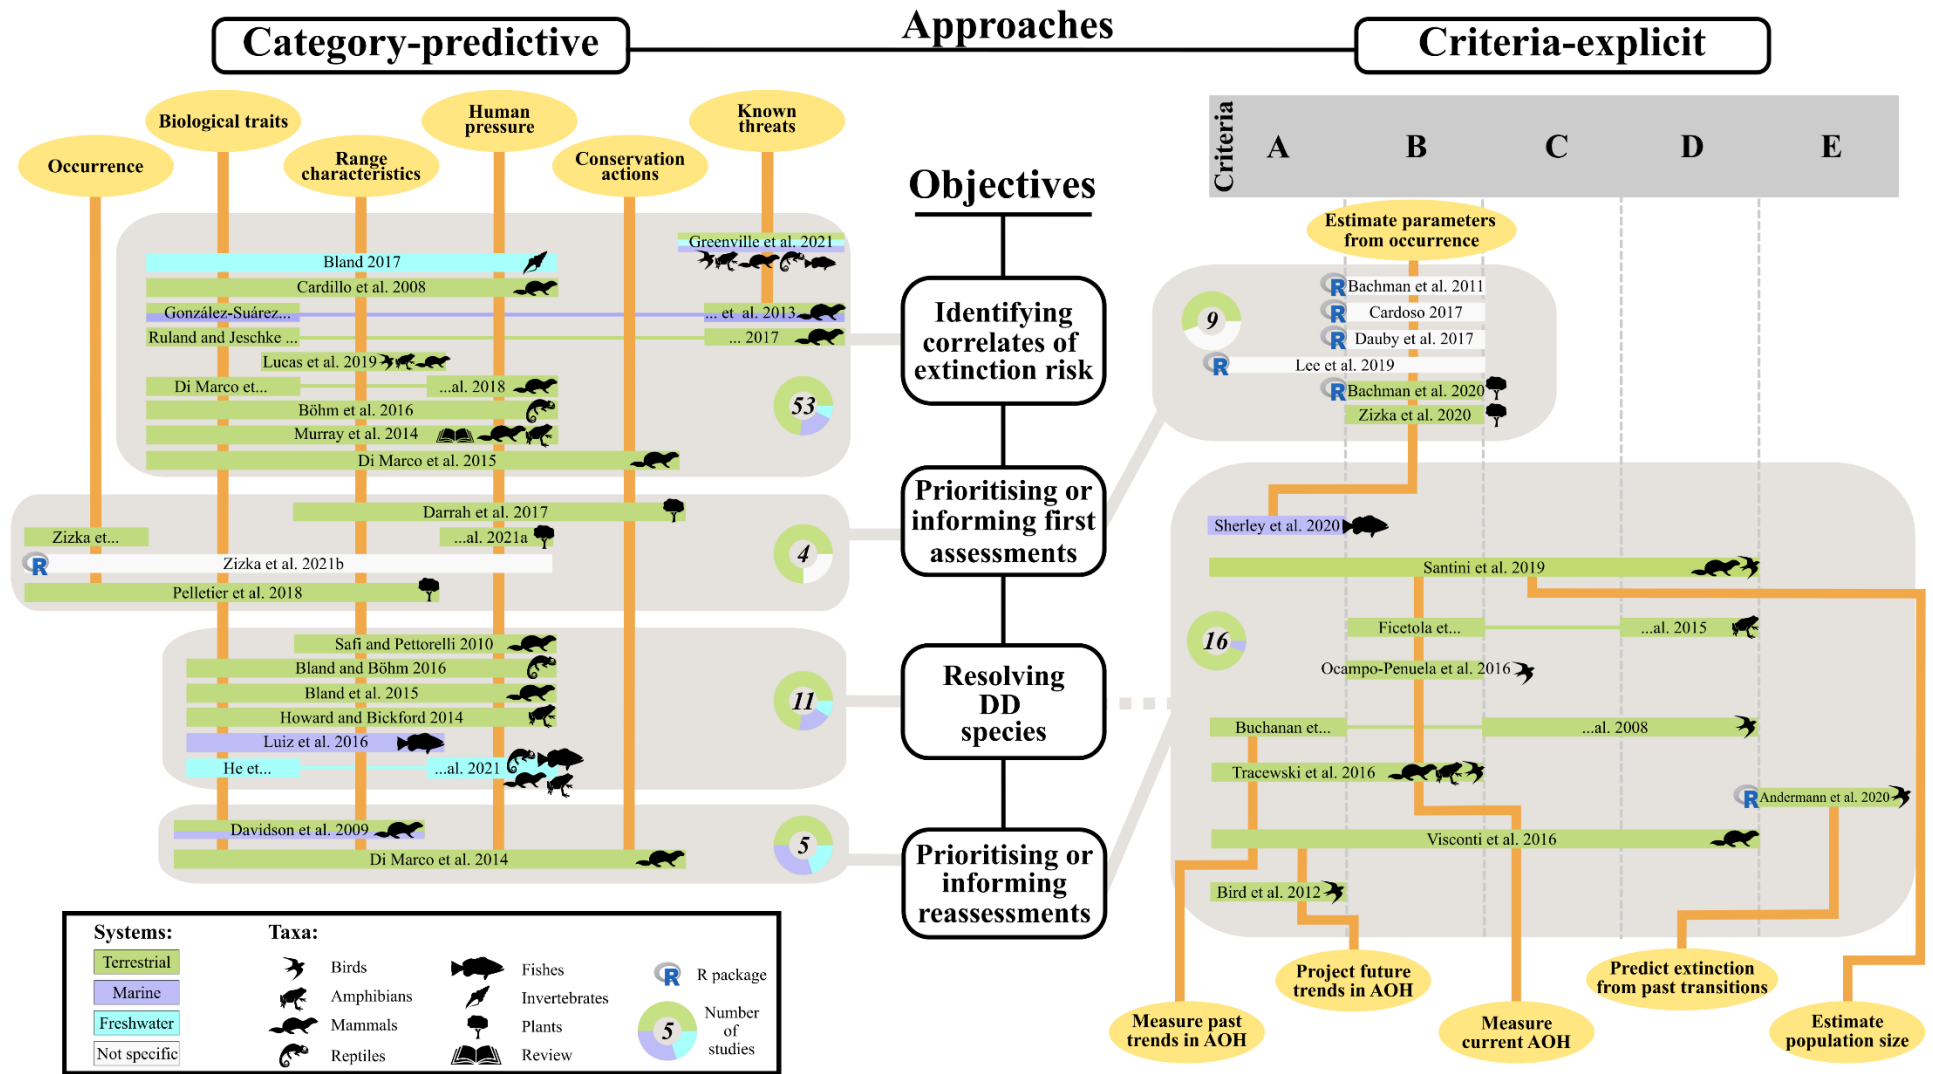 Approaches
Category-predictive
Criteria-explicit
Occurrence
Biological traits
Range
characteristics
Human
pressure
Conservation
actions
Known
threats
Greenville et al. 2021
Bland 2017
Cardillo et al. 2008
González-Suárez...
... et al. 2013
Ruland and Jeschke ...
... 2017
Lucas et al. 2019
Di Marco et...
...al. 2018
Böhm et al. 2016
Murray et al. 2014
Di Marco et al. 2015
53
Darrah et al. 2017
Zizka et...
...al. 2021a
R
Zizka et al. 2021b
Pelletier et al. 2018
4
Safi and Pettorelli 2010
Bland and Böhm 2016
Bland et al. 2015
Howard and Bickford 2014
Luiz et al. 2016
He et...
...al. 2021
11
Davidson et al. 2009
Di Marco et al. 2014
5
Objectives
Identifying
correlates of
extinction risk
Prioritising or
informing first
assessments
Resolving
DD
species
Prioritising or
informing
reassessments
Criteria
A
B
C
D
E
Estimate parameters
from occurrence
9
R
Bachman et al. 2011
R
Cardoso 2017
R
Dauby et al. 2017
R
Lee et al. 2019
R
Bachman et al. 2020
Zizka et al. 2020
Sherley et al. 2020
Santini et al. 2019
16
Ficetola et...
...al. 2015
Ocampo-Penuela et al. 2016
Buchanan et...
...al. 2008
Tracewski et al. 2016
R
Andermann et al. 2020
Visconti et al. 2016
Bird et al. 2012
Measure past
trends in AOH
Project future
trends in AOH
Measure
current AOH
Predict extinction
from past transitions
Estimate
population size
Systems:
Terrestrial
Marine
Freshwater
Not specific
Taxa:
Birds
Amphibians
Mammals
Reptiles
Fishes
Invertebrates
Plants
Review
R
R package
5
Number
of
studies